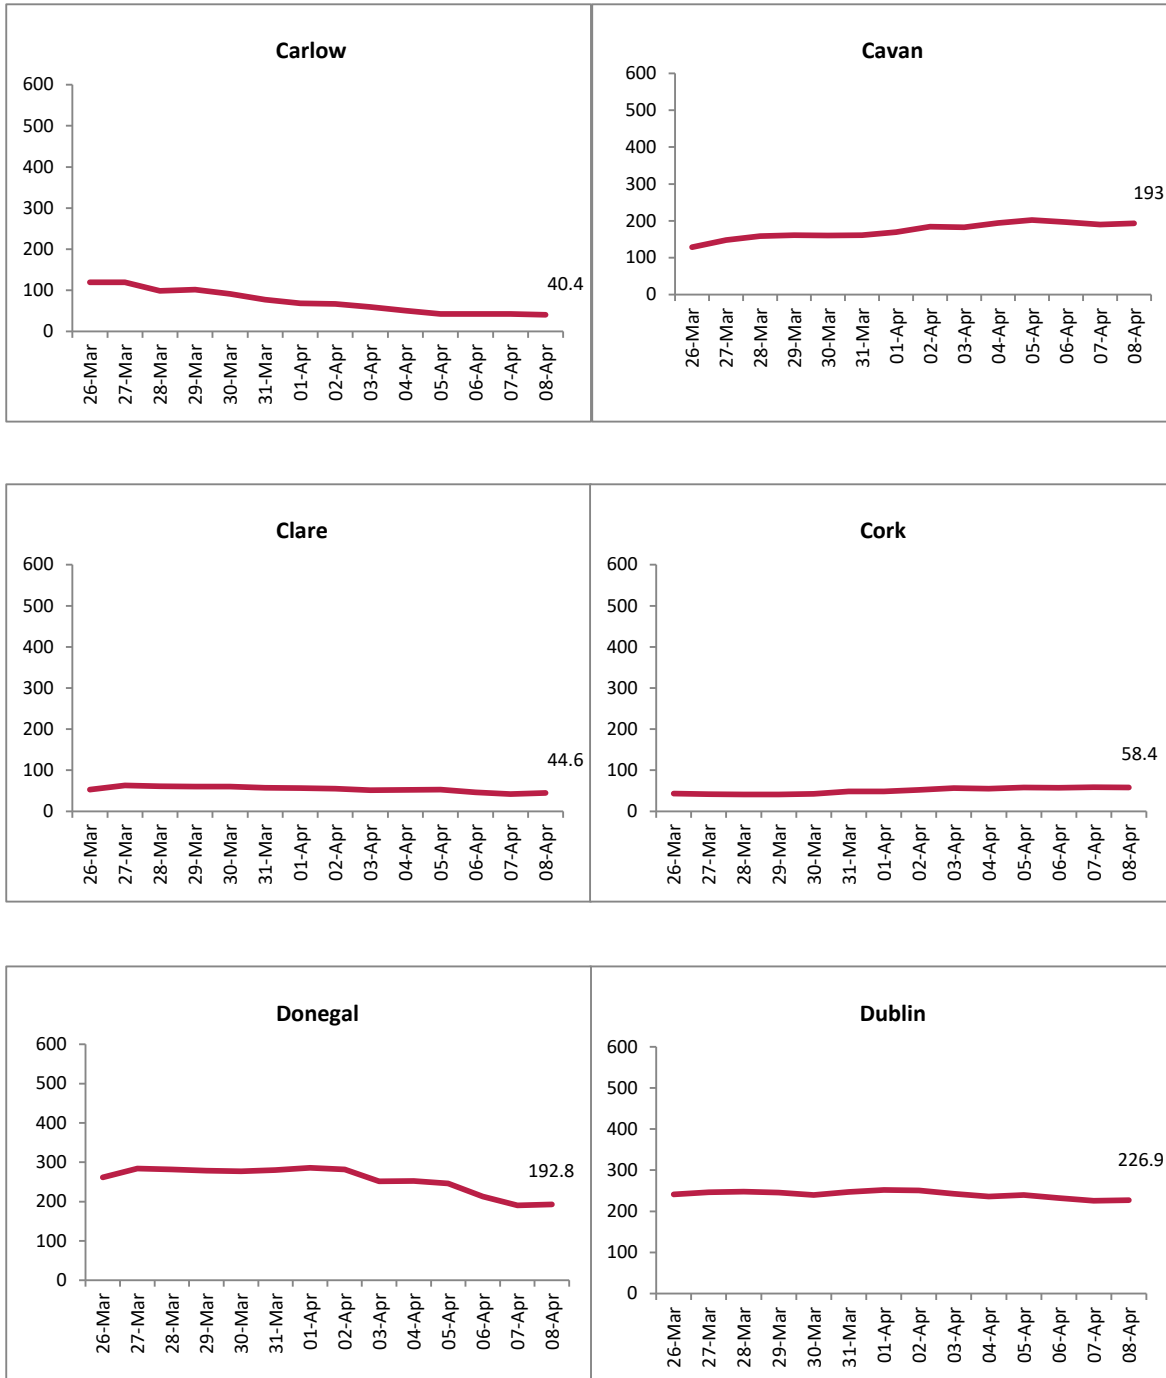 Carlow
600
500
400
300
200
100
0
40.4
26-Mar
27-Mar
28-Mar
29-Mar
30-Mar
31-Mar
01-Apr
02-Apr
03-Apr
04-Apr
05-Apr
06-Apr
07-Apr
08-Apr
Cavan
600
500
400
300
200
100
0
193
26-Mar
27-Mar
28-Mar
29-Mar
30-Mar
31-Mar
01-Apr
02-Apr
03-Apr
04-Apr
05-Apr
06-Apr
07-Apr
08-Apr
Clare
600
500
400
300
200
100
0
44.6
26-Mar
27-Mar
28-Mar
29-Mar
30-Mar
31-Mar
01-Apr
02-Apr
03-Apr
04-Apr
05-Apr
06-Apr
07-Apr
08-Apr
Cork
600
500
400
300
200
100
0
58.4
26-Mar
27-Mar
28-Mar
29-Mar
30-Mar
31-Mar
01-Apr
02-Apr
03-Apr
04-Apr
05-Apr
06-Apr
07-Apr
08-Apr
Donegal
600
500
400
300
200
100
0
192.8
26-Mar
27-Mar
28-Mar
29-Mar
30-Mar
31-Mar
01-Apr
02-Apr
03-Apr
04-Apr
05-Apr
06-Apr
07-Apr
08-Apr
Dublin
600
500
400
300
200
100
0
226.9
26-Mar
27-Mar
28-Mar
29-Mar
30-Mar
31-Mar
01-Apr
02-Apr
03-Apr
04-Apr
05-Apr
06-Apr
07-Apr
08-Apr